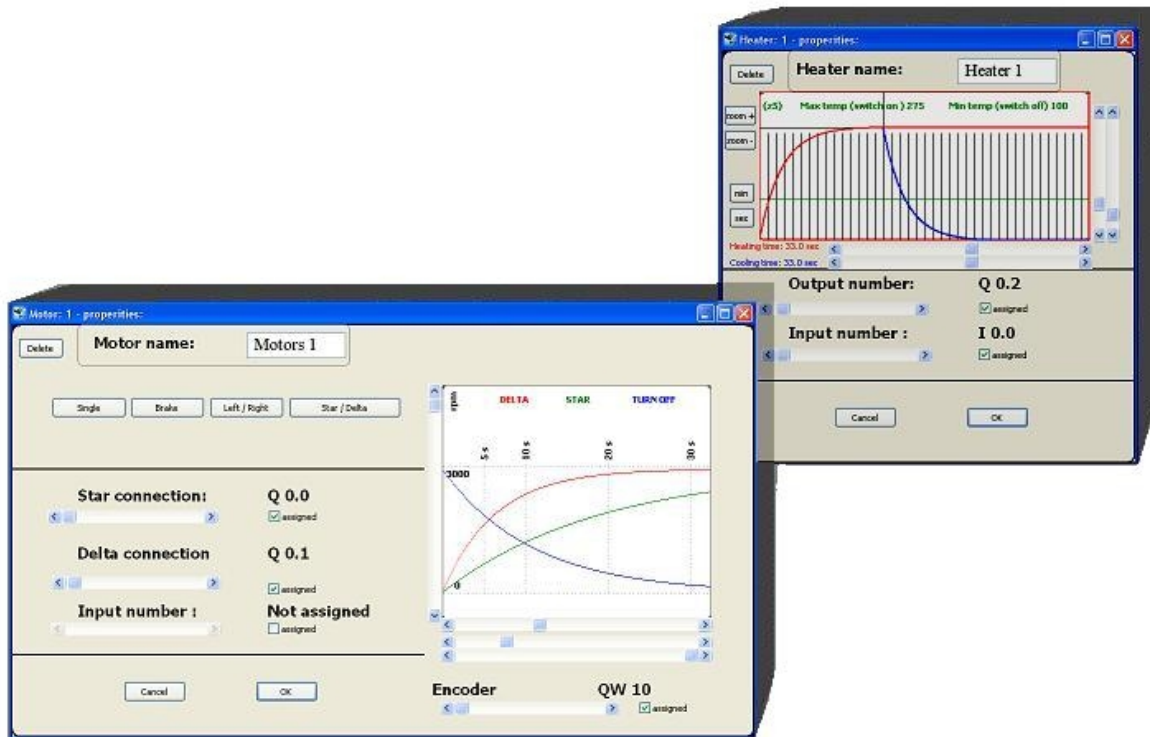 Heater: 1 - properities:
Delete
Heater name:
Heater 1
(z5) Max temp (switch on ) 275 Min temp (switch off) 100
zoom +
zoom -
min
sec
Heating time: 33.0 sec
Cooling time: 33.0 sec
Output number: Q 0.2
assigned
Input number : I 0.0
assigned
Cancel
OK
Motor: 1 - properities:
Delete
Motor name:
Motors 1
Single
Brake
Left / Right
Star / Delta
rpm
DELTA STAR TURN OFF
5 s
10 s
20 s
30 s
3000
0
Star connection: Q 0.0
assigned
Delta connection Q 0.1
assigned
Input number : Not assigned
assigned
Cancel
OK
Encoder QW 10
assigned